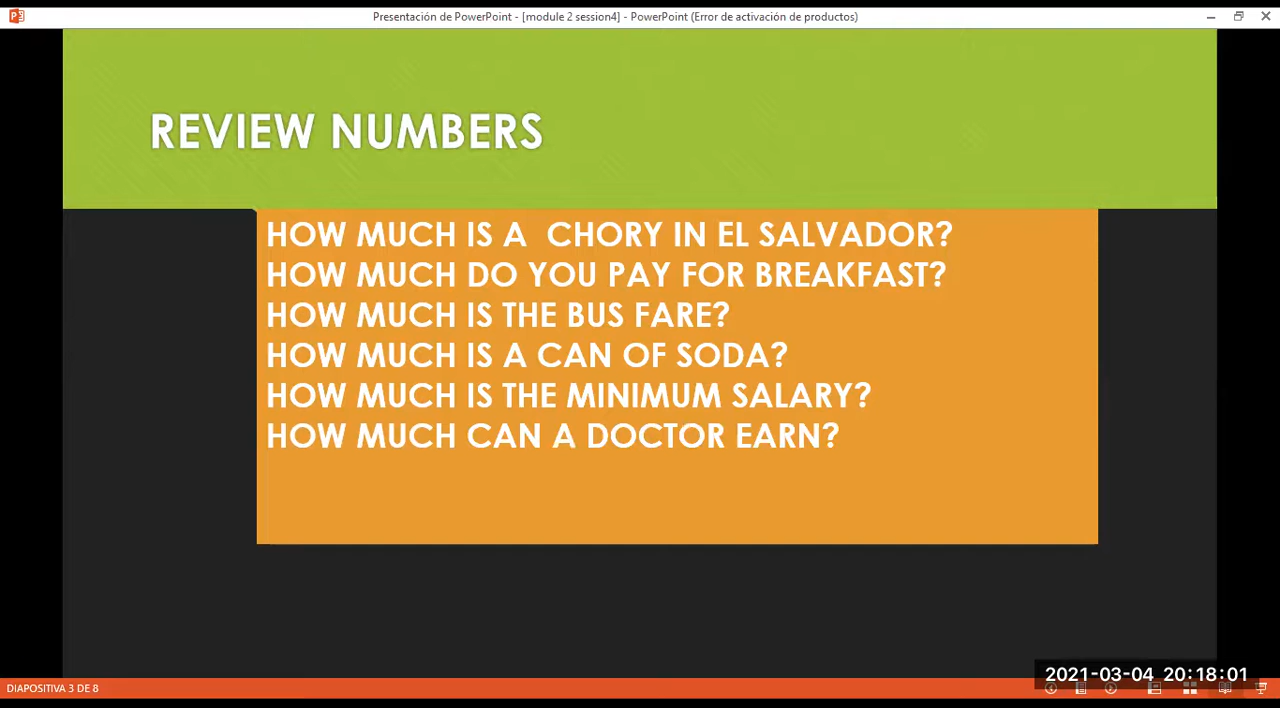 Presentación de PowerPoint - [module 2 session4] - PowerPoint (Error de activación de productos)
REVIEW NUMBERS
HOW MUCH IS A  CHORY IN EL SALVADOR?
HOW MUCH DO YOU PAY FOR BREAKFAST?
HOW MUCH IS THE BUS FARE?
HOW MUCH IS A CAN OF SODA?
HOW MUCH IS THE MINIMUM SALARY?
HOW MUCH CAN A DOCTOR EARN?
2021-03-04 20:18:01
DIAPOSITIVA 3 DE 8